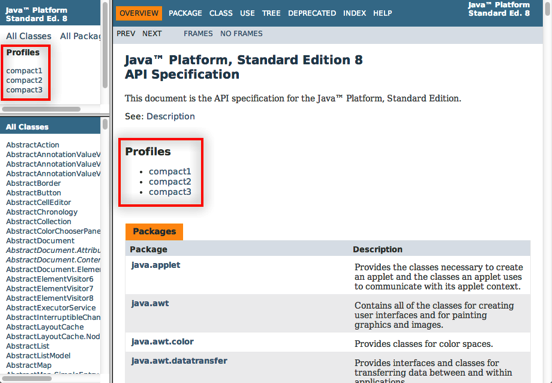 Java™ Platform
Standard Ed. 8
All Classes All Packag
Profiles
compact1
compact2
compact3
All Classes
AbstractAction
AbstractAnnotationValueV
AbstractAnnotationValueV
AbstractAnnotationValueV
AbstractBorder
AbstractButton
AbstractCellEditor
AbstractChronology
AbstractCollection
AbstractColorChooserPane
AbstractDocument
AbstractDocument.Attribu
AbstractDocument.Conten
AbstractDocument.Elemen
AbstractElementVisitor6
AbstractElementVisitor7
AbstractElementVisitor8
AbstractExecutorService
AbstractInterruptibleChan
AbstractLayoutCache
AbstractLayoutCache.Nod
AbstractList
AbstractListModel
AbstractMap
AbstractMap.SimpleEntry
OVERVIEW PACKAGE CLASS USE TREE DEPRECATED INDEX HELP
Java™ Platform
Standard Ed. 8
PREV NEXT FRAMES NO FRAMES
Java™ Platform, Standard Edition 8
API Specification
This document is the API specification for the Java™ Platform, Standard Edition.
See: Description
Profiles
• compact1
• compact2
• compact3
Packages
Package Description
java.applet Provides the classes necessary to create
an applet and the classes an applet uses
to communicate with its applet context.
java.awt Contains all of the classes for creating
user interfaces and for painting
graphics and images.
java.awt.color Provides classes for color spaces.
java.awt.datatransfer Provides interfaces and classes for
transferring data between and within
applications.